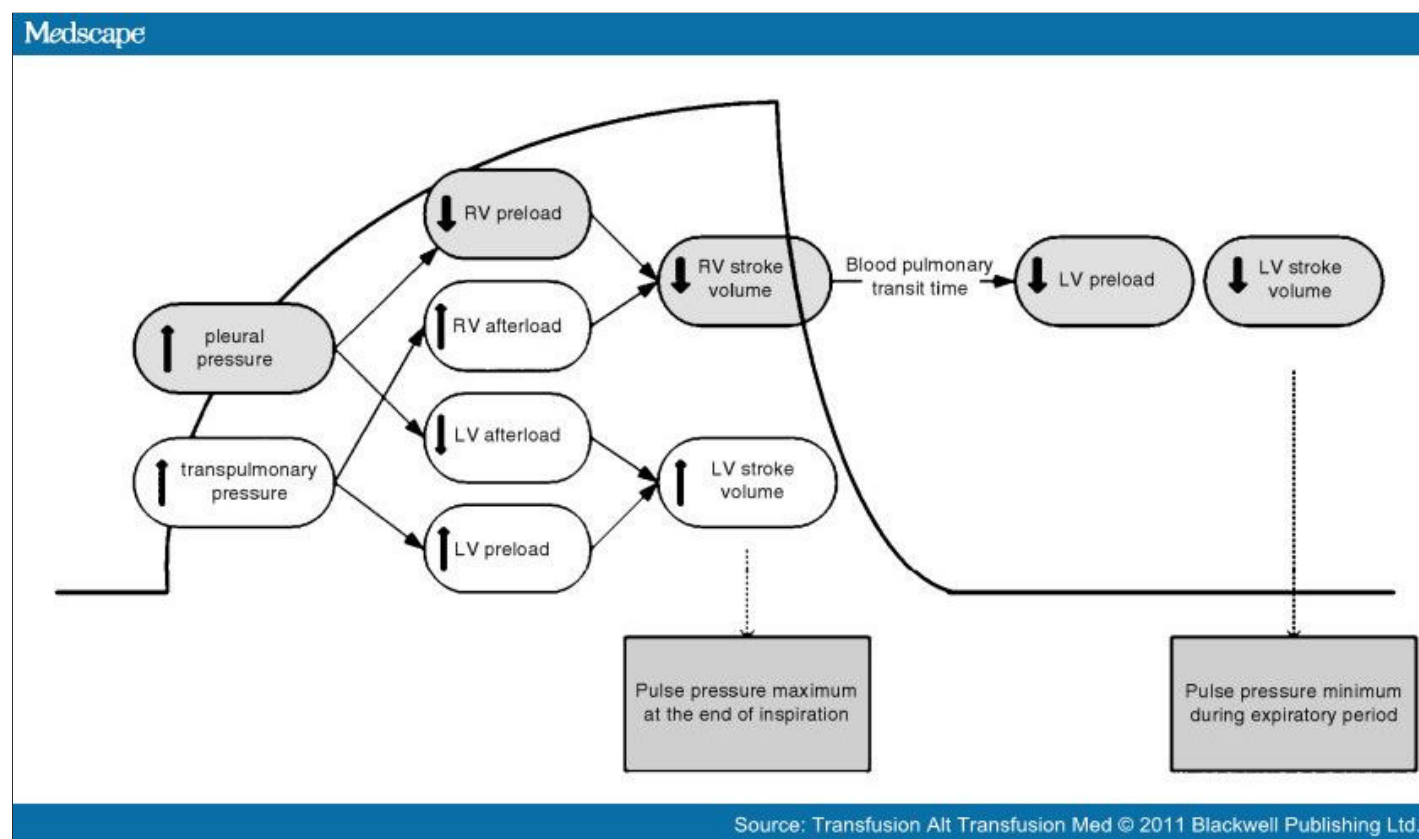 Medscape
RV preload
RV stroke
volume
Blood pulmonary
transit time
LV preload
LV stroke
volume
pleural
pressure
RV afterload
LV afterload
transpulmonary
pressure
LV stroke
volume
LV preload
Pulse pressure maximum
at the end of inspiration
Pulse pressure minimum
during expiratory period
Source: Transfusion Alt Transfusion Med © 2011 Blackwell Publishing Ltd